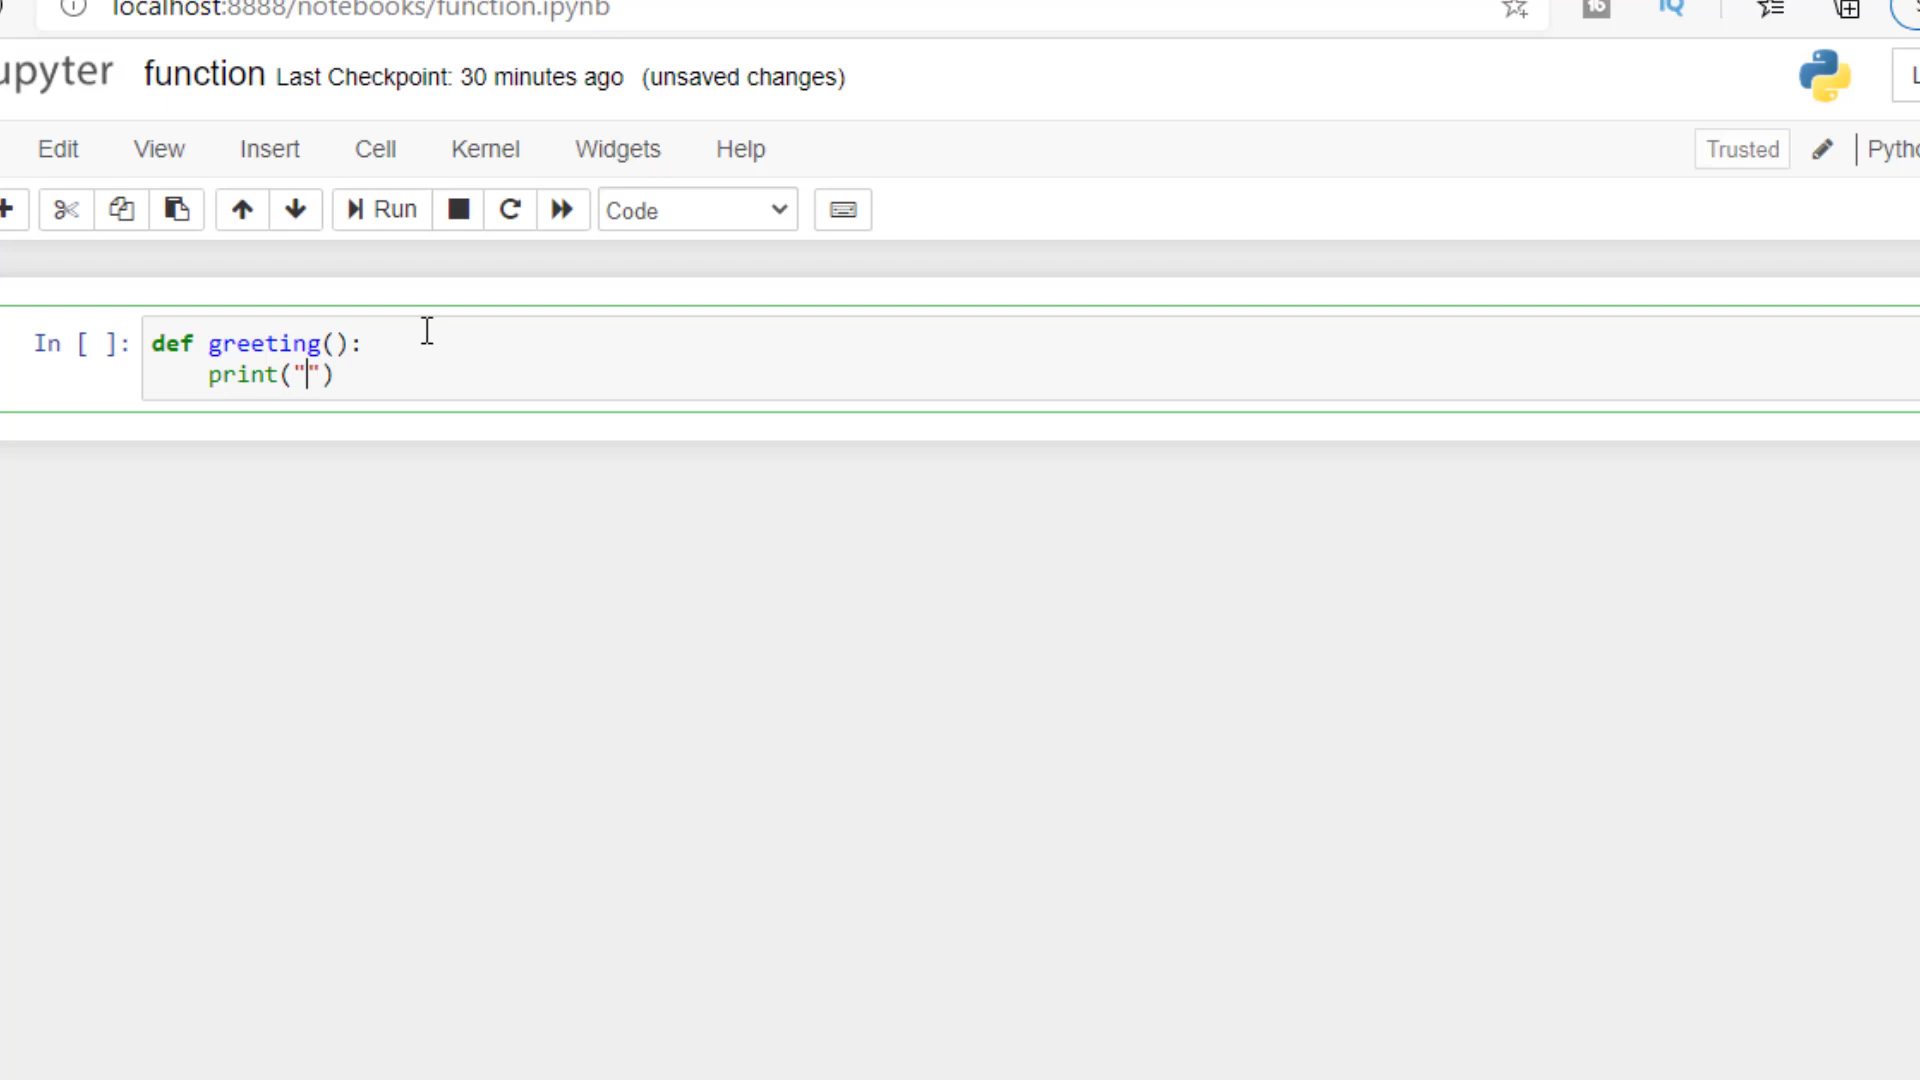 localhost:8888/notebooks/function.ipynb
upyter function Last Checkpoint: 30 minutes ago (unsaved changes)
Edit View Insert Cell Kernel Widgets Help Trusted Pytho
Run Code
In [ ]: def greeting():
print("")